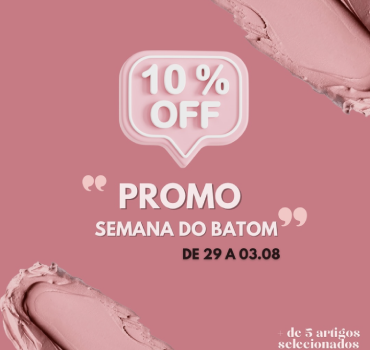 10 %
OFF
“ PROMO
SEMANA DO BATOM ”
DE 29 A 03.08
+ de 5 artigos
selecionados